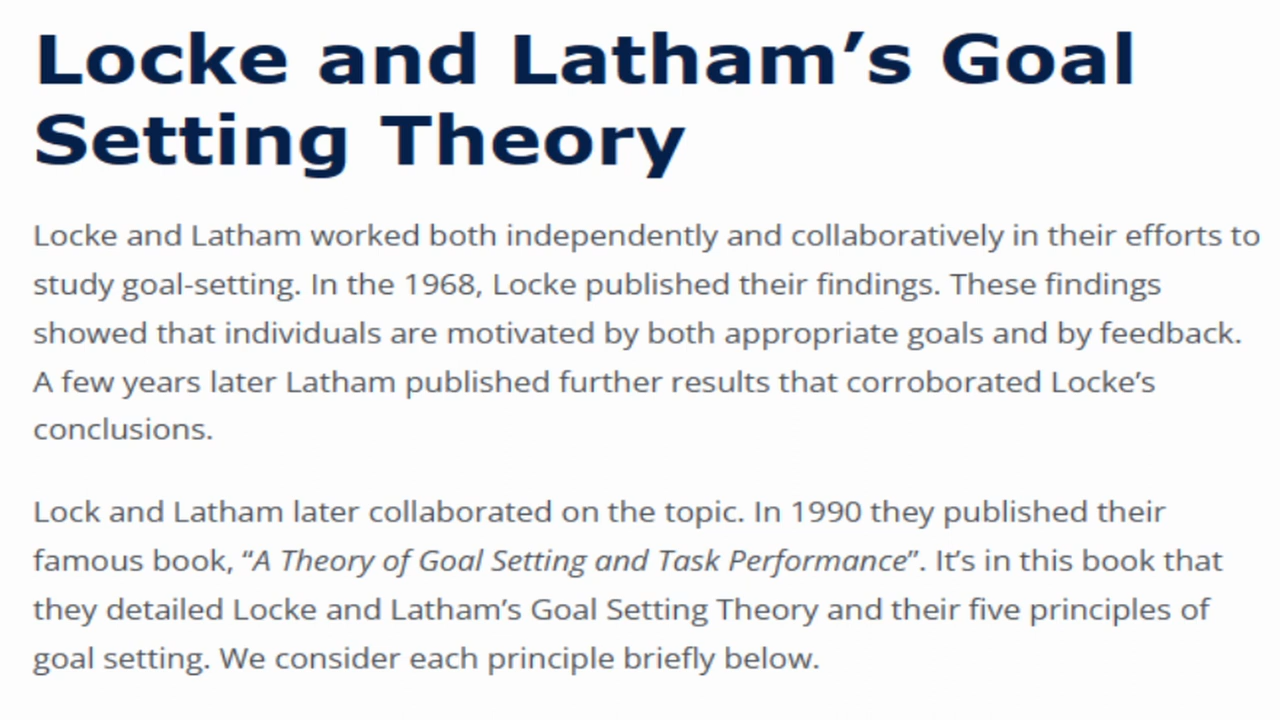 Locke and Latham’s Goal
Setting Theory
Locke and Latham worked both independently and collaboratively in their efforts to
study goal-setting. In the 1968, Locke published their findings. These findings
showed that individuals are motivated by both appropriate goals and by feedback.
A few years later Latham published further results that corroborated Locke’s
conclusions.
Lock and Latham later collaborated on the topic. In 1990 they published their
famous book, “A Theory of Goal Setting and Task Performance”. It’s in this book that
they detailed Locke and Latham’s Goal Setting Theory and their five principles of
goal setting. We consider each principle briefly below.